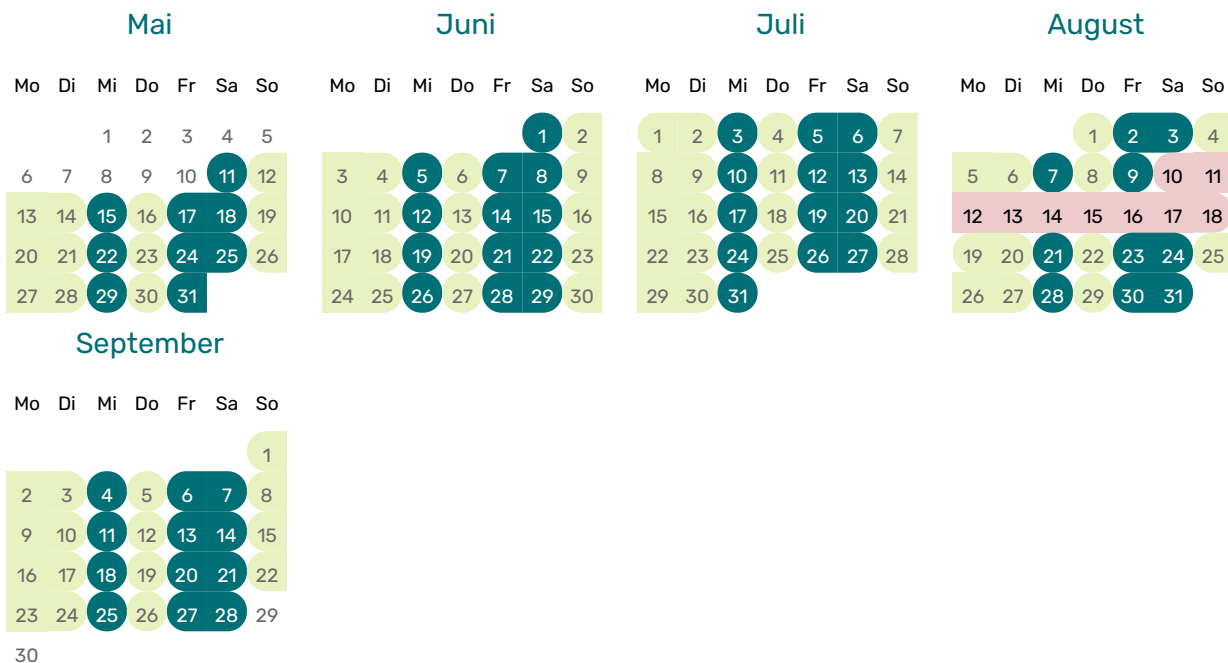 Mai Juni Juli August
Mo Di Mi Do Fr Sa So Mo Di Mi Do Fr Sa So Mo Di Mi Do Fr Sa So Mo Di Mi Do Fr Sa So
1 2 3 4 5 1 2 1 2 3 4 5 6 7 1 2 3 4
6 7 8 9 10 11 12 3 4 5 6 7 8 9 8 9 10 11 12 13 14 5 6 7 8 9 10 11
13 14 15 16 17 18 19 10 11 12 13 14 15 16 15 16 17 18 19 20 21 12 13 14 15 16 17 18
20 21 22 23 24 25 26 17 18 19 20 21 22 23 22 23 24 25 26 27 28 19 20 21 22 23 24 25
27 28 29 30 31 24 25 26 27 28 29 30 29 30 31 26 27 28 29 30 31
September
Mo Di Mi Do Fr Sa So
1
2 3 4 5 6 7 8
9 10 11 12 13 14 15
16 17 18 19 20 21 22
23 24 25 26 27 28 29
30